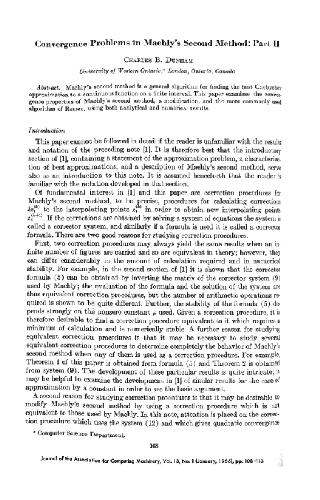 Convergence Problems in Maehly's Second Method: Part II
CHARLES B. DUNHAM
University of Western Ontario,* London, Ontario, Canada
Abstract. Maehly's second method is a general algorithm for finding the best Chebyshev
approximation to a continuous function on a finite interval. This paper examines the conver-
gence properties of Maehly's second method, a modification, and the more commonly used
algorithm of Remez, using both analytical and numerical results.
Introduction
This paper cannot be followed in detail if the reader is unfamiliar with the results
and notation of the preceding note [1]. It is therefore best that the introductory
section of [1], containing a statement of the approximation problem, a characteriza-
tion of best approximations, and a description of Maehly's second method, serve
also as an introduction to this note. It is assumed henceforth that the reader is
familiar with the notation developed in that section.
Of fundamental interest in [1] and this paper are correction procedures for
Maehly's second method, to be precise, procedures for calculating correction
to the interpolating points in order to obtain new interpolating points
If the corrections are obtained by solving a system of equations the system is
called a corrector system, and similarly if a formula is used it is called a corrector
formula. There are two good reasons for studying correction procedures.
First, two correction procedures may always yield the same results when an in
finite number of figures are carried and so are equivalent in theory; however, they
can differ considerably in the amount of calculation required and in numerical
stability. For example, in the second section of [1] it is shown that the corrector
formula (5) can be obtained by inverting the matrix of the corrector system (9)
used by Maehly; the evaluation of the formula and the solution of the system are
thus equivalent correction procedures, but the number of arithmetic operations re-
quired is shown to be quite different. Further, the stability of the formula (5) de-
pends strongly on the nonzero constant used. Given a correction procedure, it is
therefore desirable to find a correction procedure equivalent to it which requires a
minimum of calculation and is numerically stable. A further reason for studying
equivalent correction procedures is that it may be necessary to study several
equivalent correction procedures to determine completely the behavior of Maehly's
second method when any of them is used as a correction procedure. For example,
Theorem 1 of this paper is obtained from formula (5) and Theorem 2 is obtained
from system (9). The development of these particular results is quite intricate; it
may be helpful to examine the development in [1] of similar results for the case of
approximation by a constant in order to see the basic argument.
A second reason for studying correction procedures is that it may be desirable to
modify Maehly's second method by using a correction procedure which is not
equivalent to those used by Maehly. In this note, attention is placed on the correc-
tion procedure which uses the system (12) and which gives quadratic convergence
* Computer Science Department.
108
Journal of the Association for Computing Machinery, Vol. 13, No. 1 (January, 1966), pp. 108-113